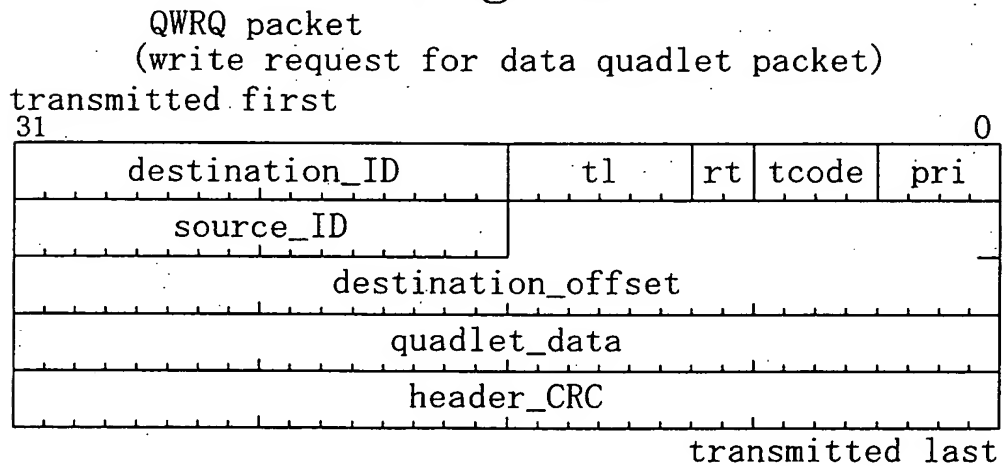 QWRQ packet
(write request for data quadlet packet)
transmitted first
31 0
destination_ID tl rt tcode pri
source_ID
destination_offset
quadlet_data
header_CRC
transmitted last